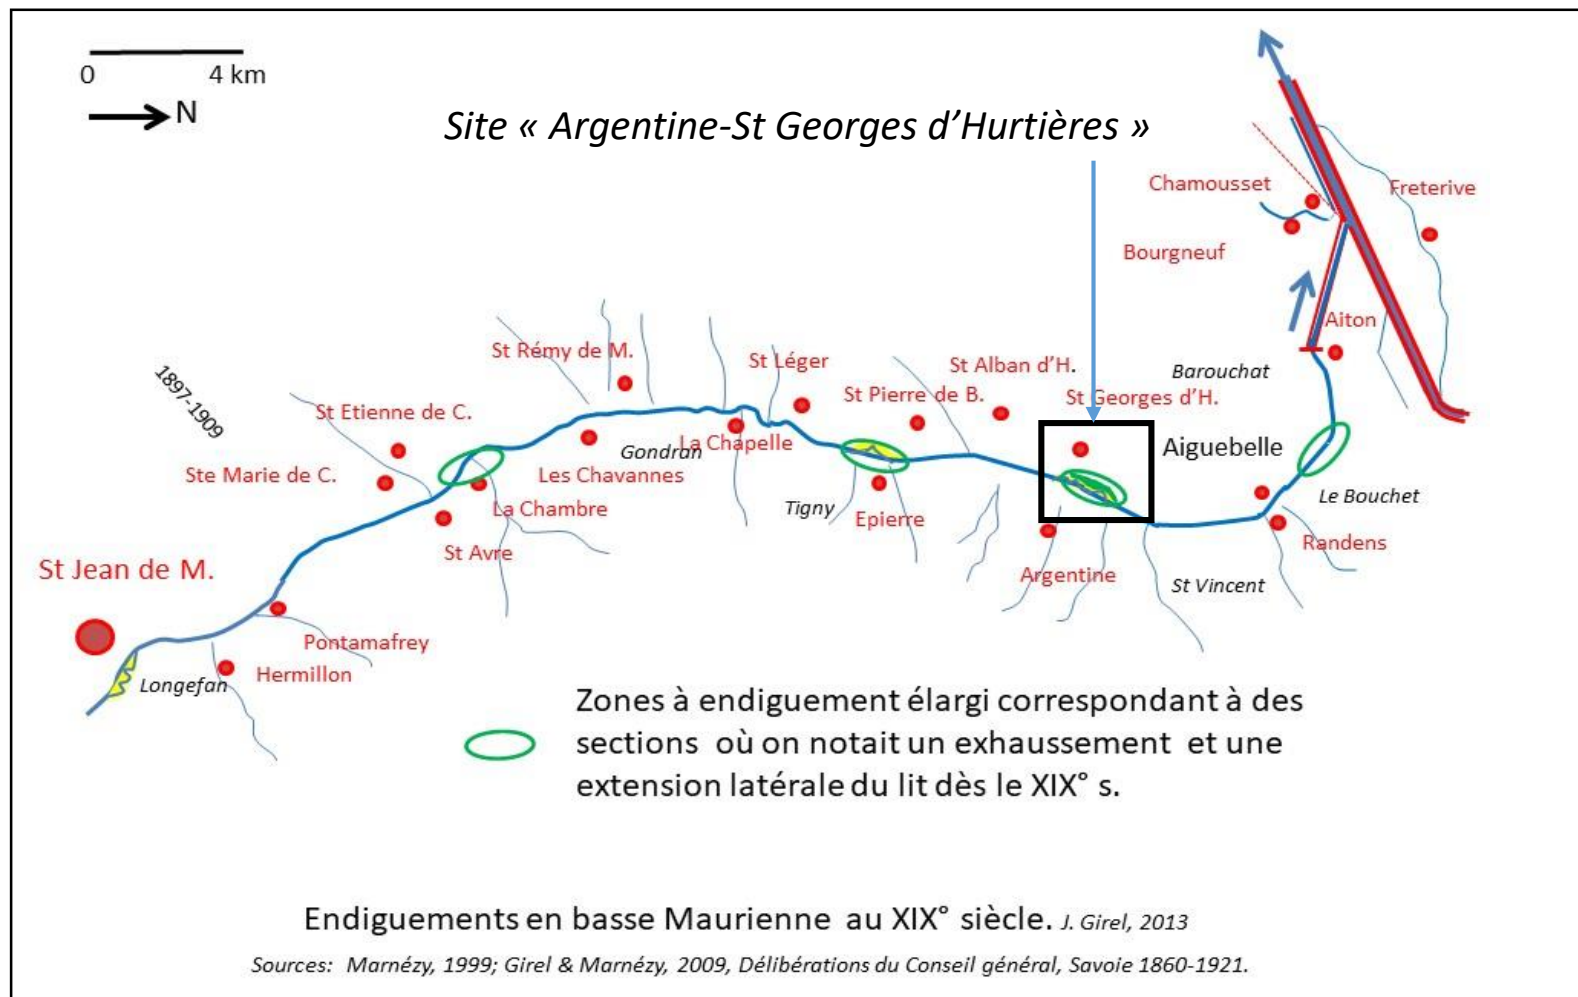 0 4 km
N
Site « Argentine-St Georges d'Hurtières »
Chamousset
Freterive
Bourgneuf
Aiton
Barouchat
St Rémy de M.
St Léger
St Alban d'H.
St Pierre de B.
St Georges d'H.
1897-1909
St Etienne de C.
Gondran
La Chapelle
Aiguebelle
Ste Marie de C.
Les Chavannes
Le Bouchet
La Chambre
Tigny
Epierre
St Avre
Randens
St Jean de M.
Argentine
St Vincent
Pontamafrey
Hermillon
Longefan
Zones à endiguement élargi correspondant à des
sections où on notait un exhaussement et une
extension latérale du lit dès le XIX° s.
Endiguements en basse Maurienne au XIX° siècle. J. Girel, 2013
Sources: Marnézy, 1999; Girel & Marnézy, 2009, Délibérations du Conseil général, Savoie 1860-1921.